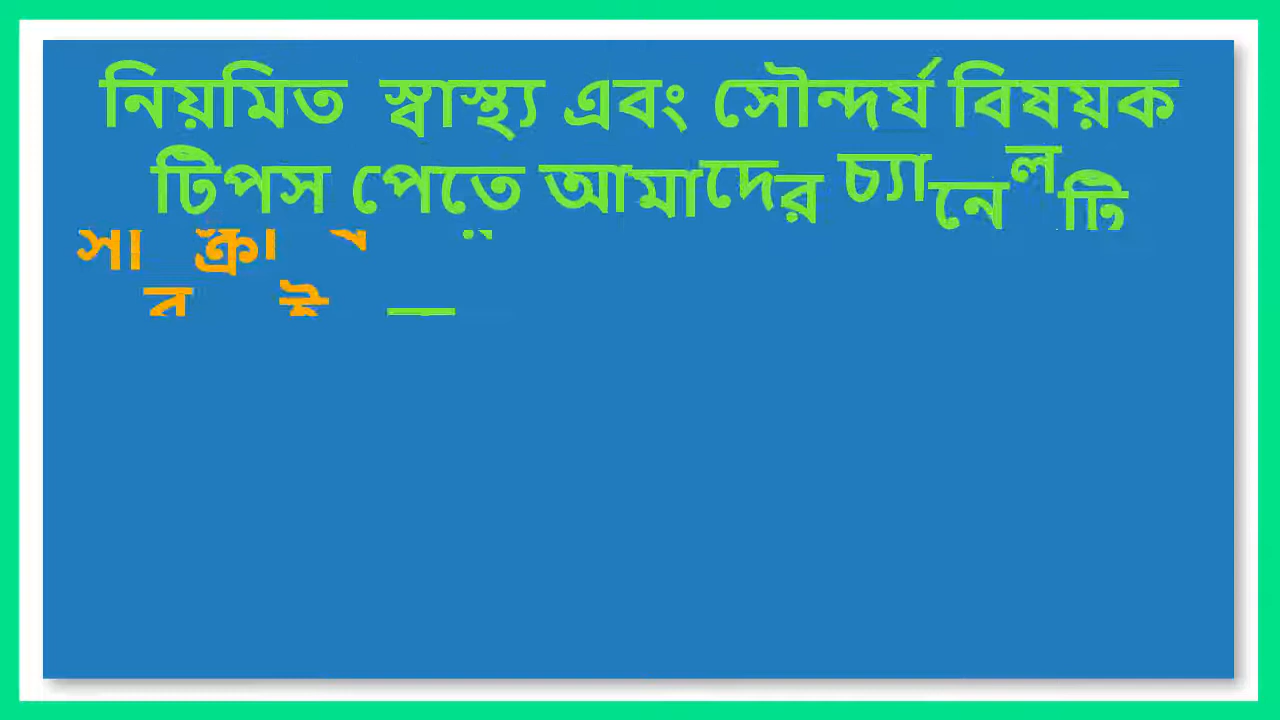 নিয়মিত স্বাস্থ্য এবং সৌন্দর্য বিষয়ক
টিপস পেতে আমাদের চ্যানেলটি